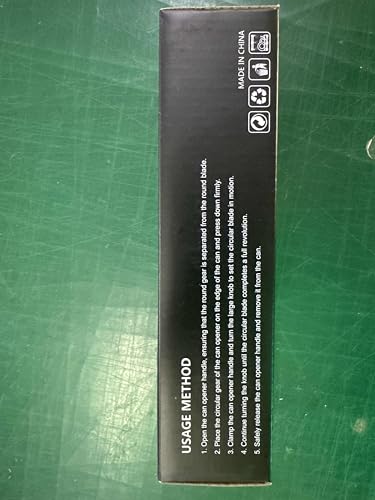 USAGE METHOD
1. Open the can opener handle, ensuring that the round gear is separated from the round blade.
2. Place the circular gear of the can opener on the edge of the can and press down firmly.
3. Clamp the can opener handle and turn the large knob to set the circular blade in motion.
4. Continue turning the knob until the circular blade completes a full revolution.
5. Safely release the can opener handle and remove it from the can.
MADE IN CHINA